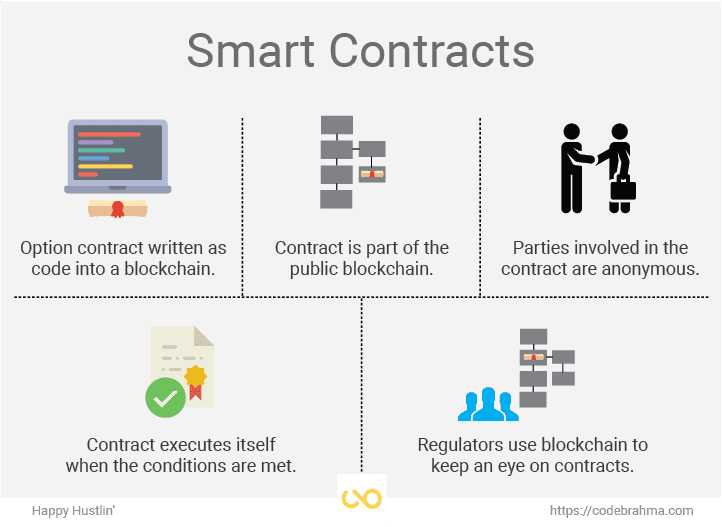 Smart Contracts
Option contract written as
code into a blockchain.
Contract is part of the
public blockchain.
Parties involved in the
contract are anonymous.
Contract executes itself
when the conditions are met.
Regulators use blockchain to
keep an eye on contracts.
Happy Hustlin’
https://codebrahma.com